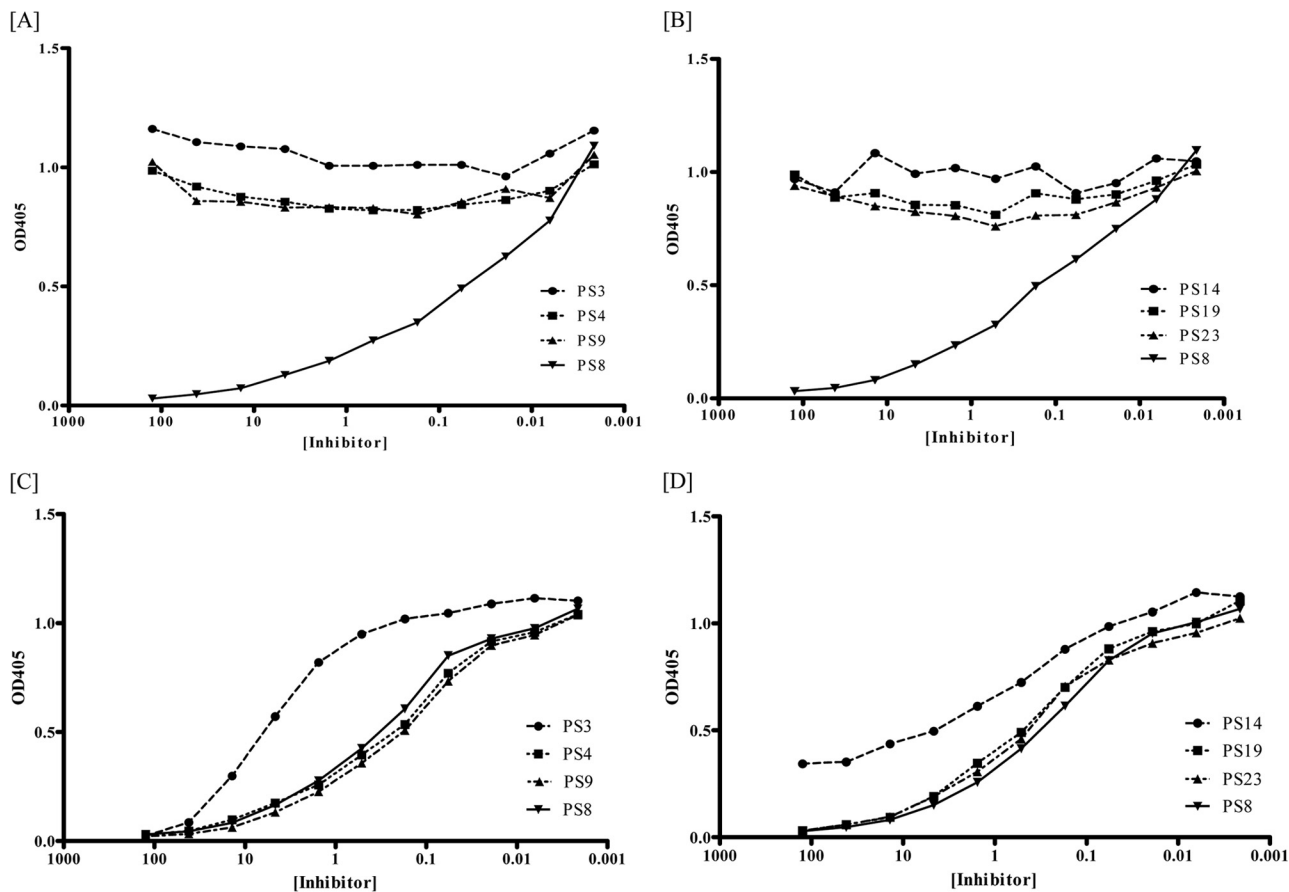 [A]
1.5
1.0
0.5
0.0
OD405
1000
100
10
1
0.1
0.01
0.001
[Inhibitor]
PS3
PS4
PS9
PS8
[B]
1.5
1.0
0.5
0.0
OD405
1000
100
10
1
0.1
0.01
0.001
[Inhibitor]
PS14
PS19
PS23
PS8
[C]
1.5
1.0
0.5
0.0
OD405
1000
100
10
1
0.1
0.01
0.001
[Inhibitor]
PS3
PS4
PS9
PS8
[D]
1.5
1.0
0.5
0.0
OD405
1000
100
10
1
0.1
0.01
0.001
[Inhibitor]
PS14
PS19
PS23
PS8